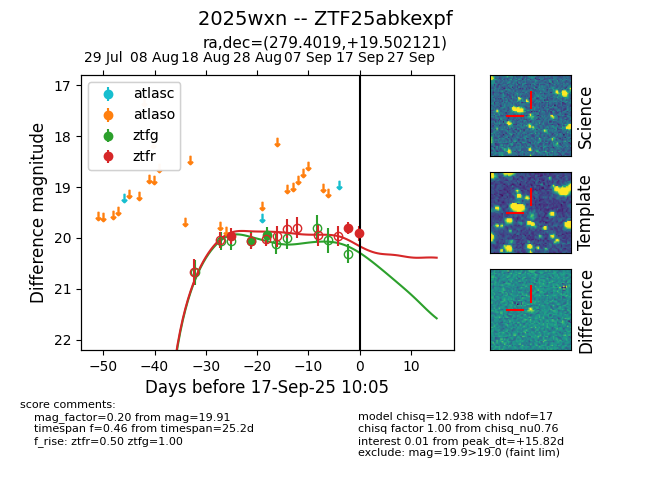 2025wxn -- ZTF25abkexpf
ra,dec=(279.4019,+19.502121)
29 Jul 08 Aug 18 Aug 28 Aug 07 Sep 17 Sep 27 Sep
17
18
19
20
21
22
Difference magnitude
atlasc
atlaso
ztfg
ztfr
−50 −40 −30 −20 −10 0 10
Days before 17-Sep-25 10:05
Science
Template
Difference
score comments:
mag_factor=0.20 from mag=19.91
timespan f=0.46 from timespan=25.2d
f_rise: ztfr=0.50 ztfg=1.00
model chisq=12.938 with ndof=17
chisq factor 1.00 from chisq_nu0.76
interest 0.01 from peak_dt=+15.82d
exclude: mag=19.9>19.0 (faint lim)